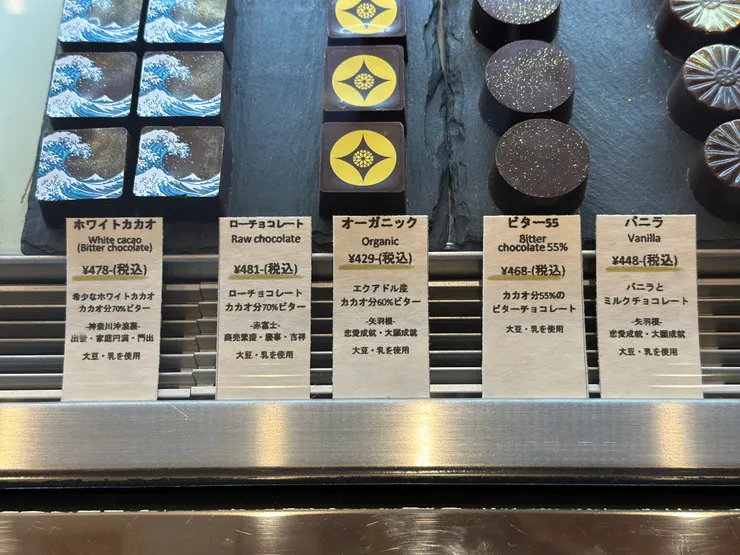 ホワイトカカオ
White cacao
(Bitter chocolate)
¥478-(税込)
希少なホワイトカカオ
カカオ分70%ビター
-神奈川沖浪裏-
出世・家庭円満・門出
大豆・乳を使用
ローチョコレート
Raw chocolate
¥481-(税込)
ローチョコレート
カカオ分70%ビター
-赤富士-
商売繁盛・慶事・吉祥
大豆・乳を使用
オーガニック
Organic
¥429-(税込)
エクアドル産
カカオ分60%ビター
-矢羽根-
恋愛成就・大願成就
大豆・乳を使用
ビター55
Bitter
chocolate 55%
¥468-(税込)
カカオ分55%の
ビターチョコレート
大豆・乳を使用
バニラ
Vanilla
¥448-(税込)
バニラと
ミルクチョコレート
-矢羽根-
恋愛成就・大願成就
大豆・乳を使用